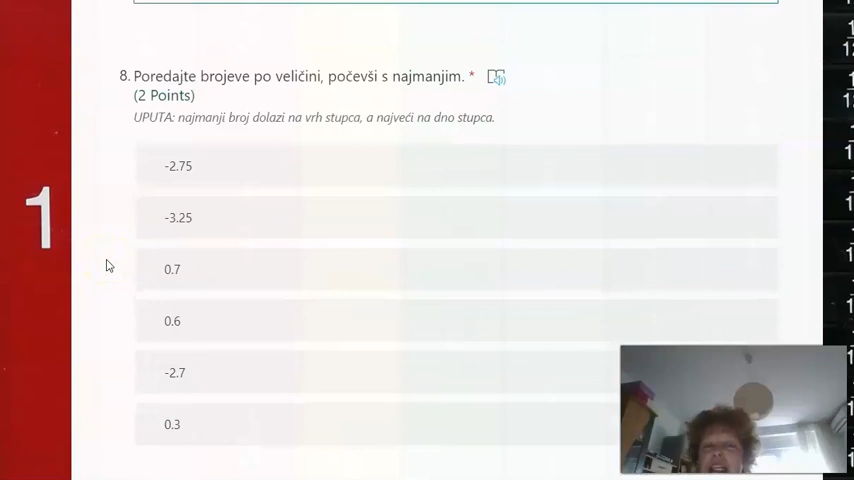 8. Poredajte brojeve po veličini, počevši s najmanjim. *
(2 Points)
UPUTA: najmanji broj dolazi na vrh stupca, a najveći na dno stupca.
-2.75
-3.25
0.7
0.6
-2.7
0.3
1